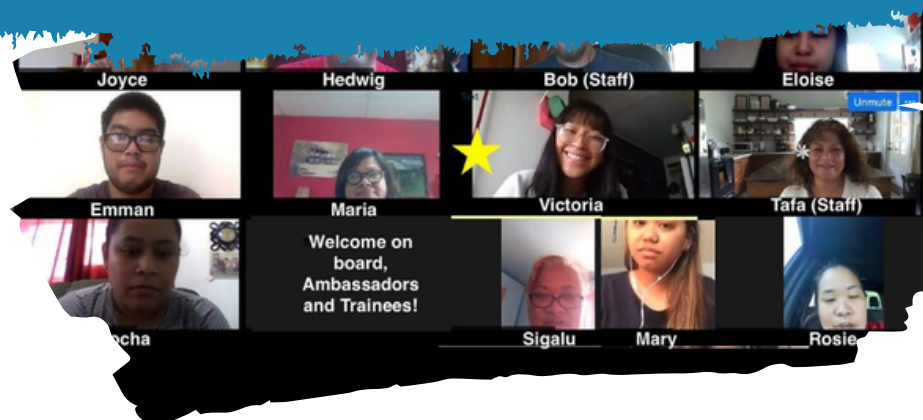 Joyce
Hedwig
Bob (Staff)
Eloise
Unmute
Emman
Maria
Victoria
Tafa (Staff)
Welcome on
board,
Ambassadors
and Trainees!
ocha
Sigalu
Mary
Rosie